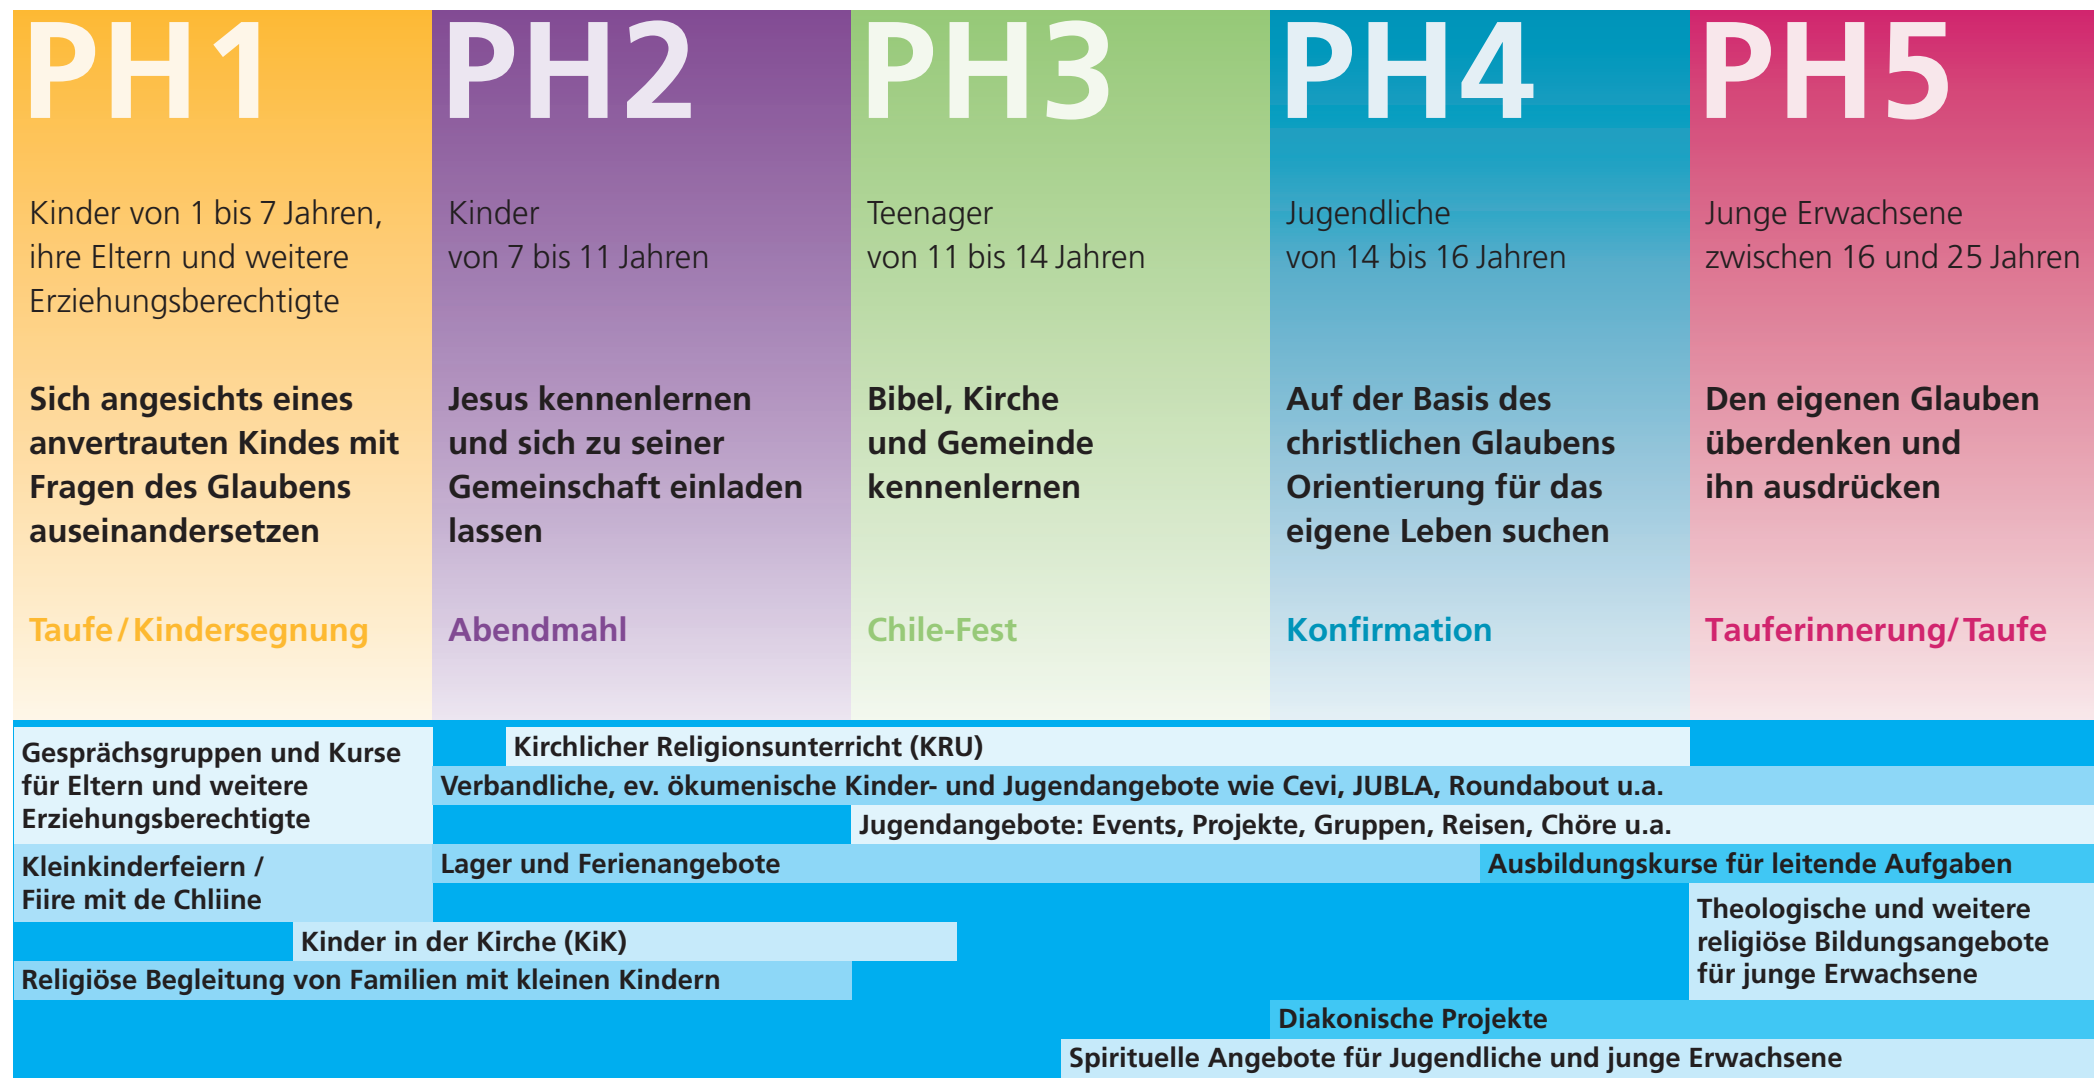 PH1
Kinder von 1 bis 7 Jahren,
ihre Eltern und weitere
Erziehungsberechtigte
Sich angesichts eines
anvertrauten Kindes mit
Fragen des Glaubens
auseinandersetzen
Taufe / Kindersegnung
PH2
Kinder
von 7 bis 11 Jahren
Jesus kennenlernen
und sich zu seiner
Gemeinschaft einladen
lassen
Abendmahl
PH3
Teenager
von 11 bis 14 Jahren
Bibel, Kirche
und Gemeinde
kennenlernen
Chile-Fest
PH4
Jugendliche
von 14 bis 16 Jahren
Auf der Basis des
christlichen Glaubens
Orientierung für das
eigene Leben suchen
Konfirmation
PH5
Junge Erwachsene
zwischen 16 und 25 Jahren
Den eigenen Glauben
überdenken und
ihn ausdrücken
Tauferinnerung/ Taufe
Gesprächsgruppen und Kurse
für Eltern und weitere
Erziehungsberechtigte
Kirchlicher Religionsunterricht (KRU)
Verbandliche, ev. ökumenische Kinder- und Jugendangebote wie Cevi, JUBLA, Roundabout u.a.
Jugendangebote: Events, Projekte, Gruppen, Reisen, Chöre u.a.
Kleinkinderfeiern /
Fiire mit de Chliine
Lager und Ferienangebote
Ausbildungskurse für leitende Aufgaben
Theologische und weitere
religiöse Bildungsangebote
für junge Erwachsene
Kinder in der Kirche (KiK)
Religiöse Begleitung von Familien mit kleinen Kindern
Diakonische Projekte
Spirituelle Angebote für Jugendliche und junge Erwachsene